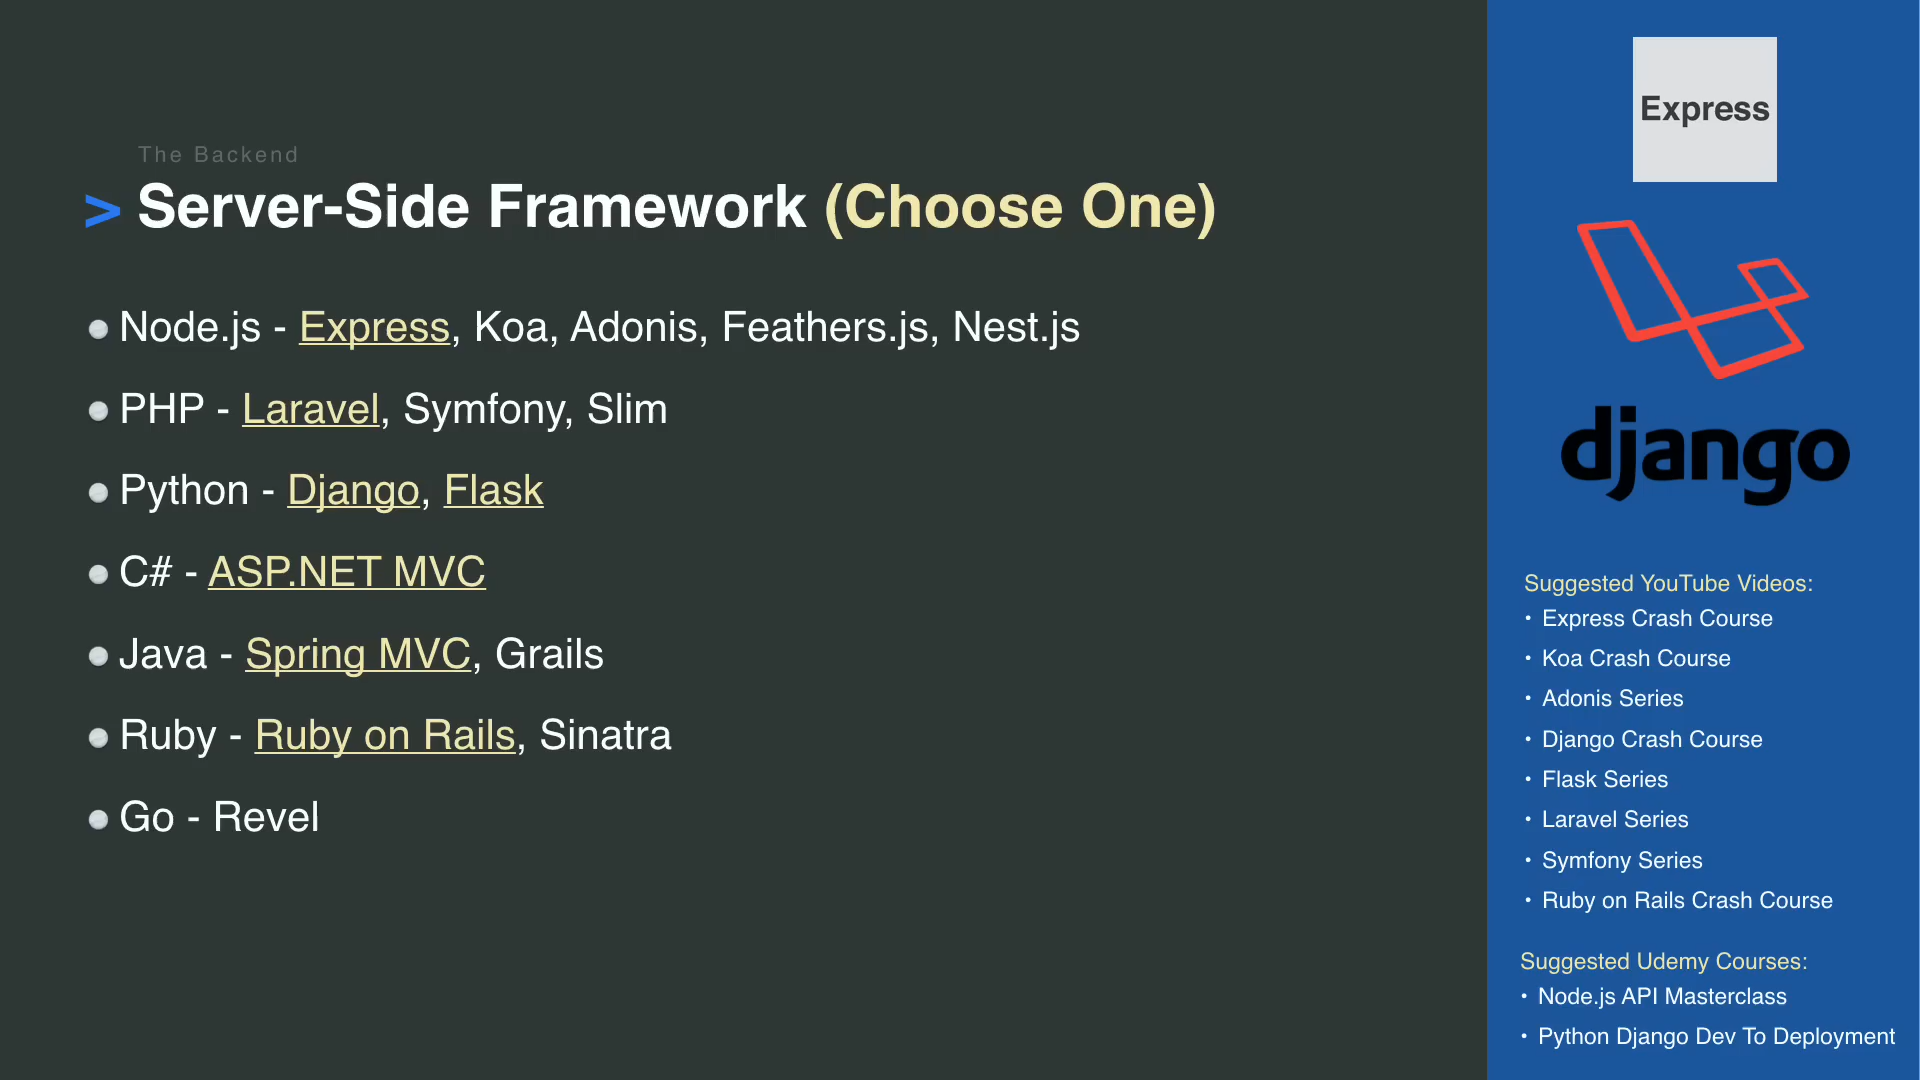 The Backend
> Server-Side Framework (Choose One)
Node.js - Express, Koa, Adonis, Feathers.js, Nest.js
PHP - Laravel, Symfony, Slim
Python - Django, Flask
C# - ASP.NET MVC
Java - Spring MVC, Grails
Ruby - Ruby on Rails, Sinatra
Go - Revel
Express
django
Suggested YouTube Videos:
• Express Crash Course
• Koa Crash Course
• Adonis Series
• Django Crash Course
• Flask Series
• Laravel Series
• Symfony Series
• Ruby on Rails Crash Course
Suggested Udemy Courses:
• Node.js API Masterclass
• Python Django Dev To Deployment